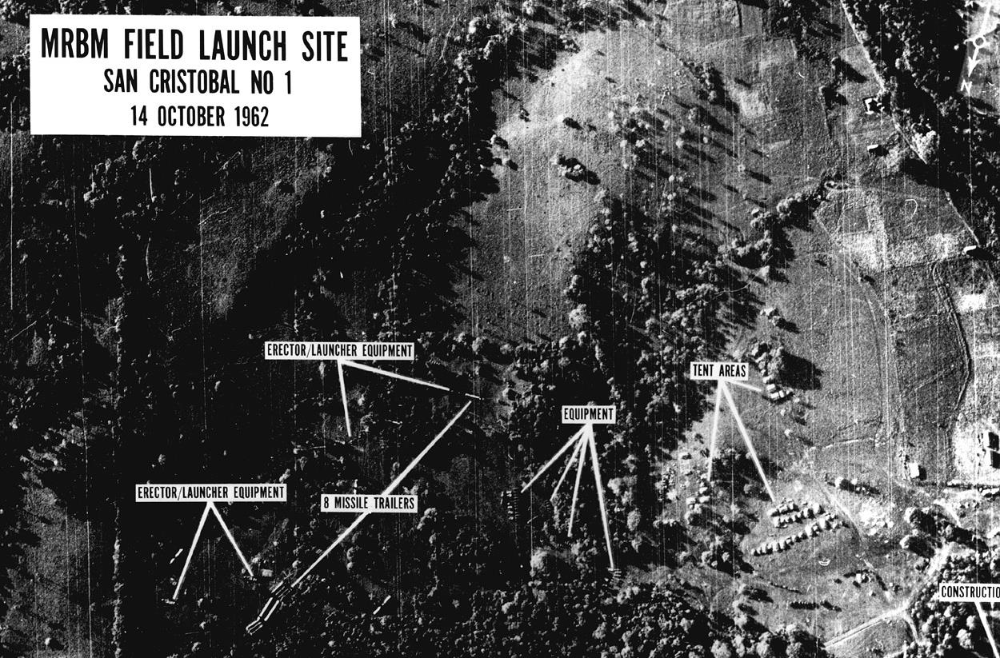 MRBM FIELD LAUNCH SITE
SAN CRISTOBAL NO 1
14 OCTOBER 1962
N
ERECTOR/LAUNCHER EQUIPMENT
TENT AREAS
EQUIPMENT
ERECTOR/LAUNCHER EQUIPMENT
8 MISSILE TRAILERS
CONSTRUCTIO